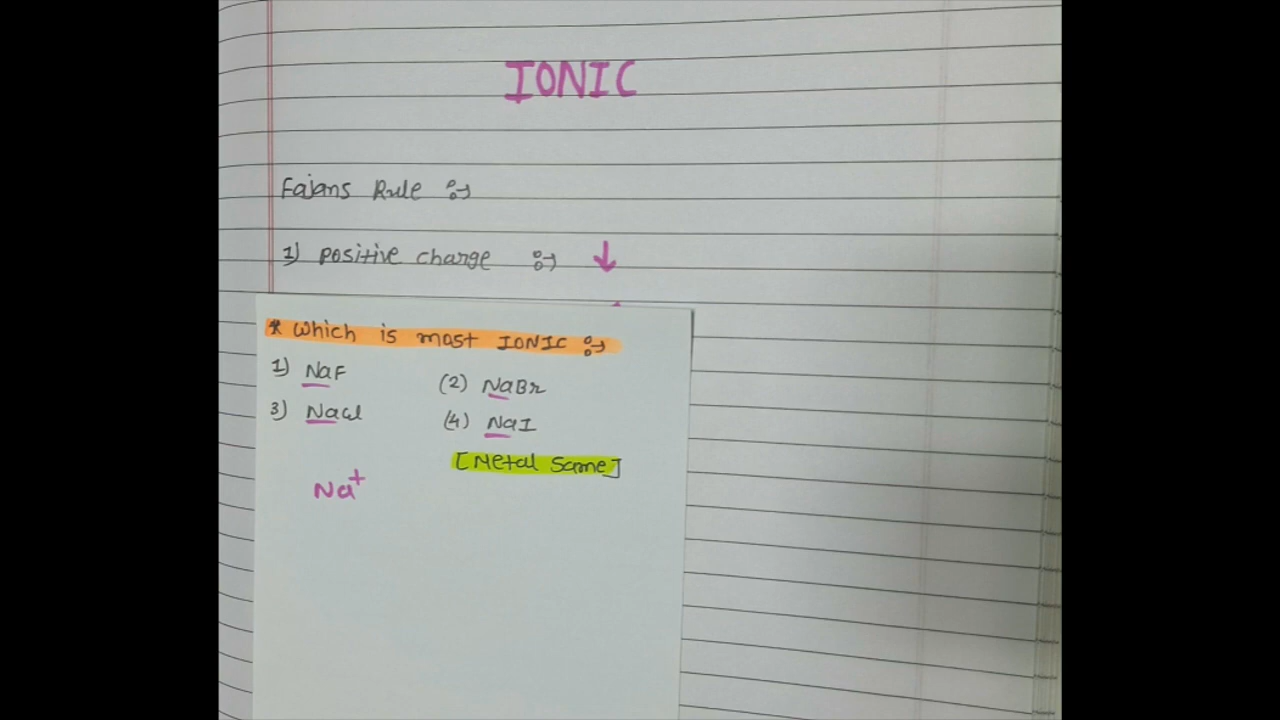 IONIC
Fajans Rule :-)
1) positive charge :-) ↓
* Which is most IONIC :-)
1) NaF (2) NaBr
3) NaCl (4) NaI
[Metal Same]
Na+